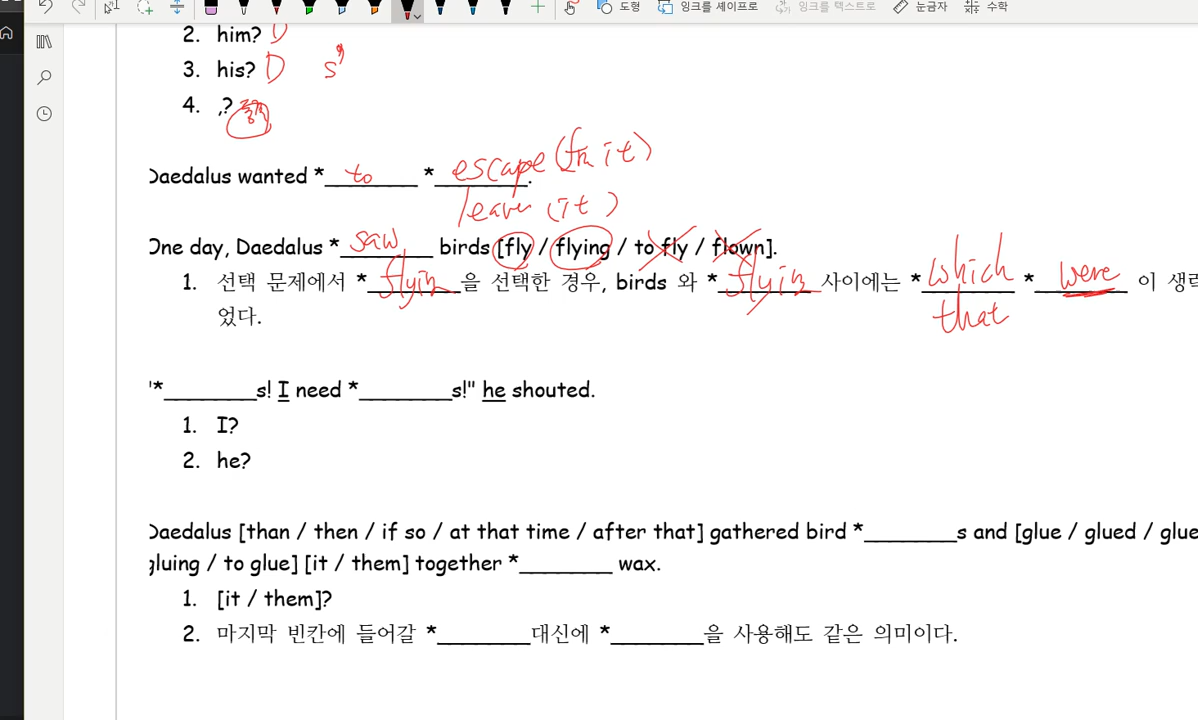 도형 잉크를 셰이프로 잉크를 텍스트로 눈금자 수학
2. him? D
3. his? D s'
4. ,?
Daedalus wanted * to * escape (fm it).
leave (it)
One day, Daedalus * saw birds [fly / flying / to fly / flown].
1. 선택 문제에서 * flyin 을 선택한 경우, birds 와 * flyin 사이에는 * which * were 이 생략
that
었다.
"*________s! I need *________s!" he shouted.
1. I?
2. he?
Daedalus [than / then / if so / at that time / after that] gathered bird *________s and [glue / glued / glue
gluing / to glue] [it / them] together *_______ wax.
1. [it / them]?
2. 마지막 빈칸에 들어갈 *________대신에 *________을 사용해도 같은 의미이다.